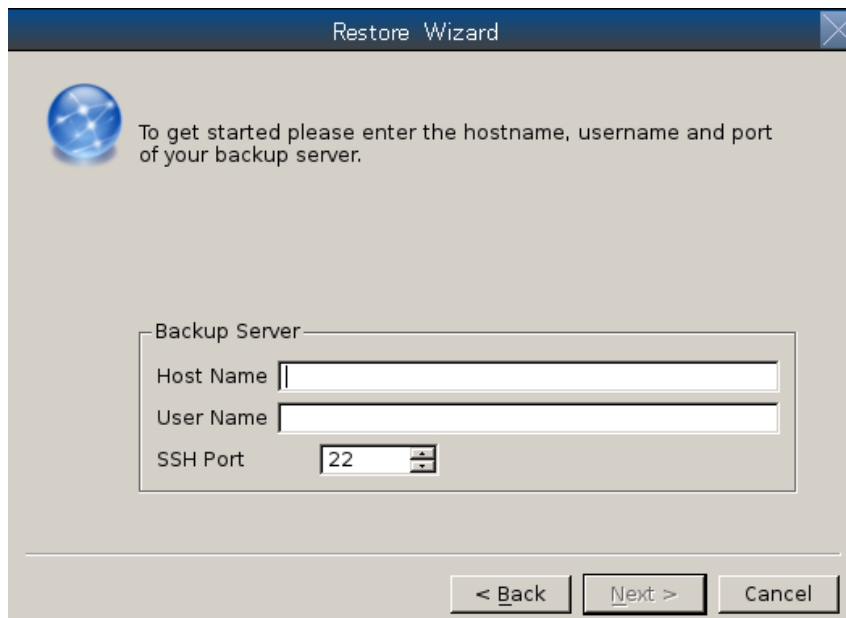 Restore Wizard
To get started please enter the hostname, username and port
of your backup server.
Backup Server
Host Name
User Name
SSH Port 22
< Back Next > Cancel